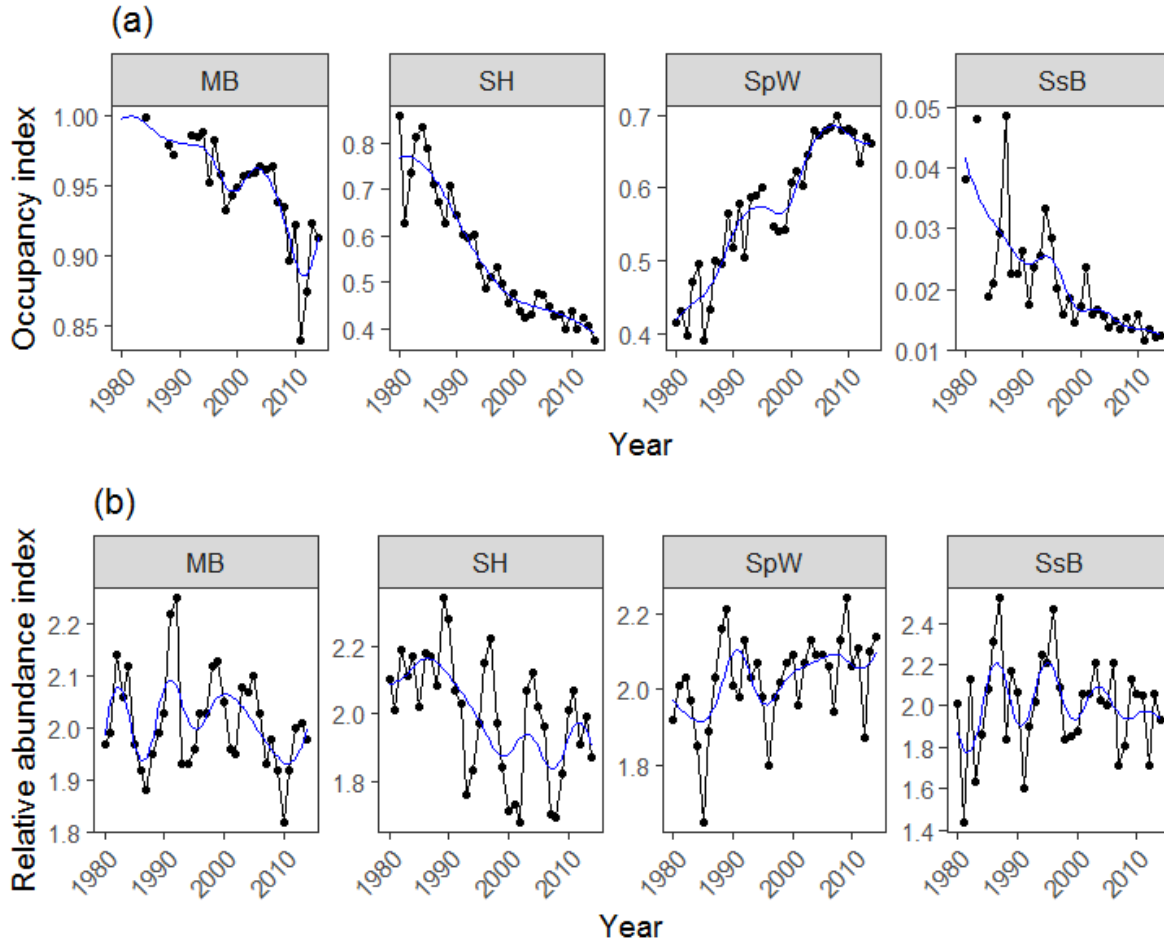 (a)
MB SH SpW SsB
Occupancy index
1.00 0.95 0.90 0.85
0.8 0.7 0.6 0.5 0.4
0.7 0.6 0.5 0.4
0.05 0.04 0.03 0.02 0.01
1980 1990 2000 2010 1980 1990 2000 2010 1980 1990 2000 2010 1980 1990 2000 2010
Year
(b)
MB SH SpW SsB
Relative abundance index
2.2 2.1 2.0 1.9 1.8
2.2 2.0 1.8
2.2 2.0 1.8
2.4 2.2 2.0 1.8 1.6 1.4
1980 1990 2000 2010 1980 1990 2000 2010 1980 1990 2000 2010 1980 1990 2000 2010
Year